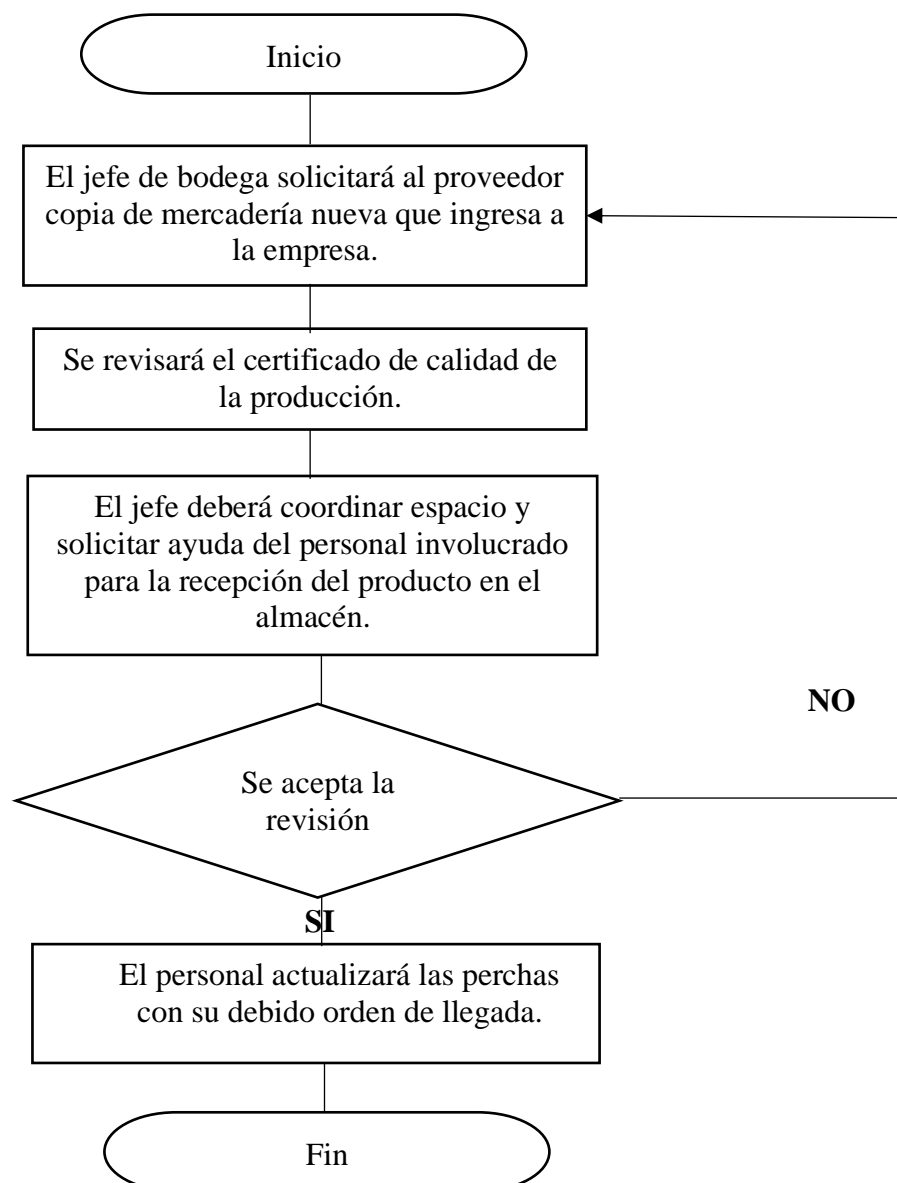 Inicio
El jefe de bodega solicitará al proveedor
copia de mercadería nueva que ingresa a
la empresa.
Se revisará el certificado de calidad de
la producción.
El jefe deberá coordinar espacio y
solicitar ayuda del personal involucrado
para la recepción del producto en el
almacén.
NO
Se acepta la
revisión
SI
El personal actualizará las perchas
con su debido orden de llegada.
Fin